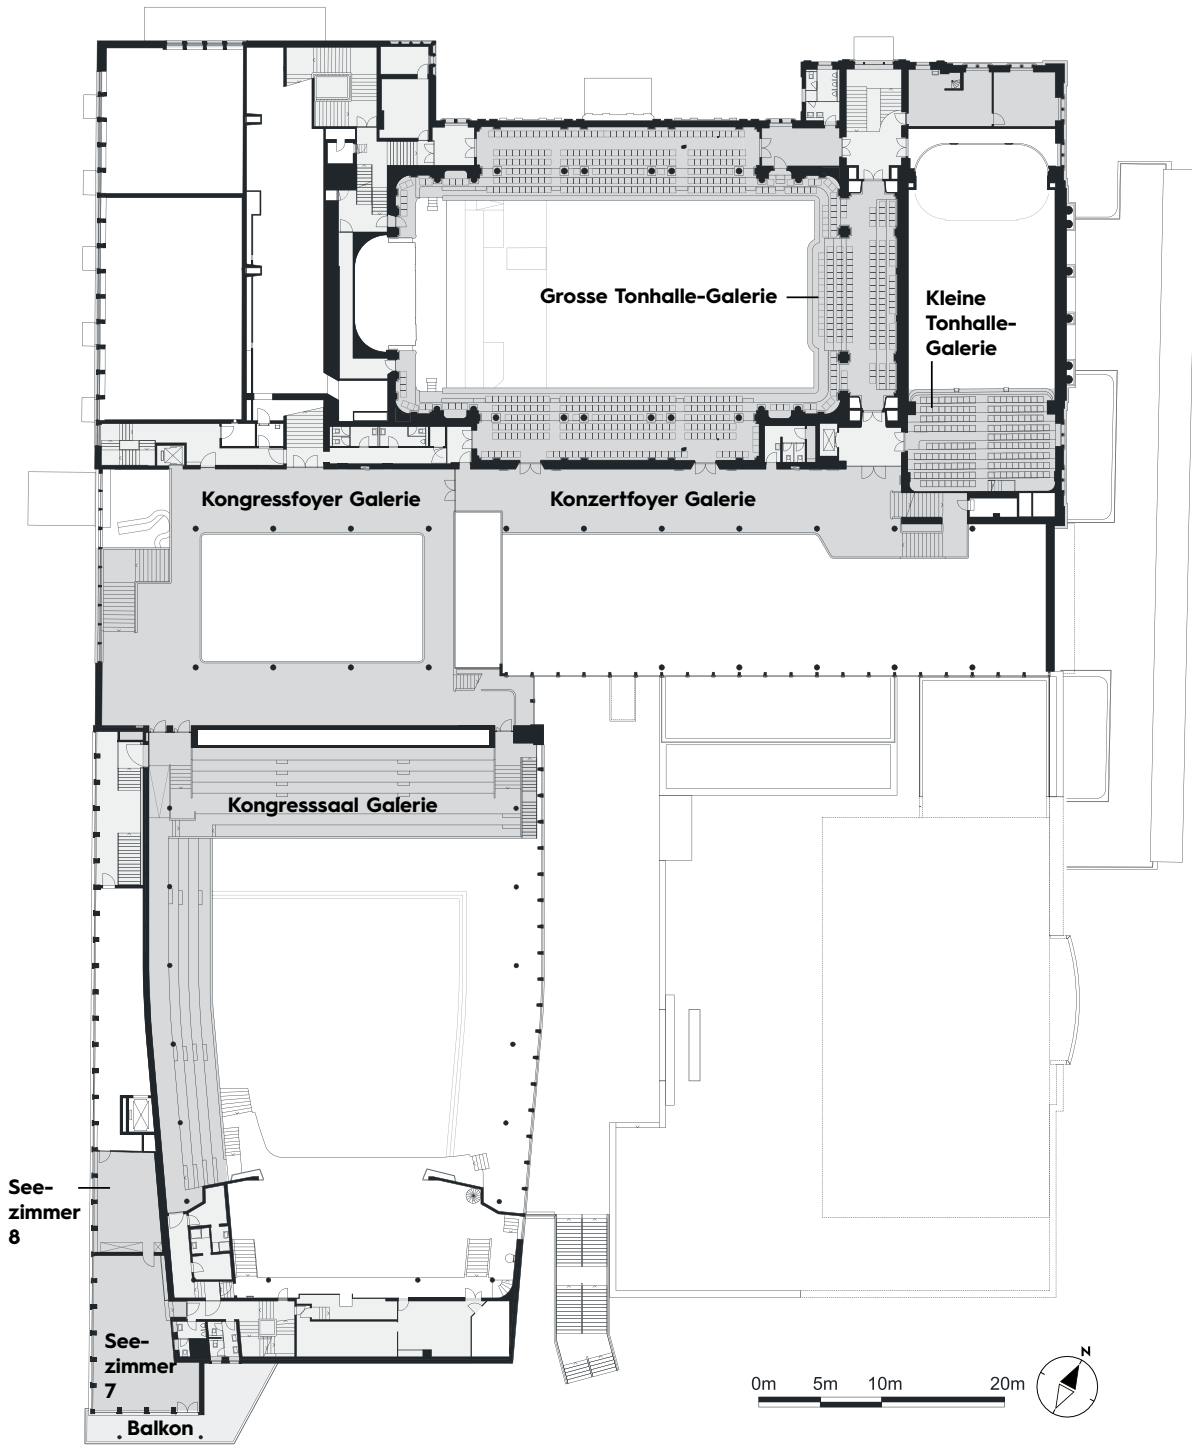 Grosse Tonhalle-Galerie
Kleine
Tonhalle-
Galerie
Kongressfoyer Galerie
Konzertfoyer Galerie
Kongresssaal Galerie
See-
zimmer
8
See-
zimmer
7
Balkon
0m 5m 10m 20m
N